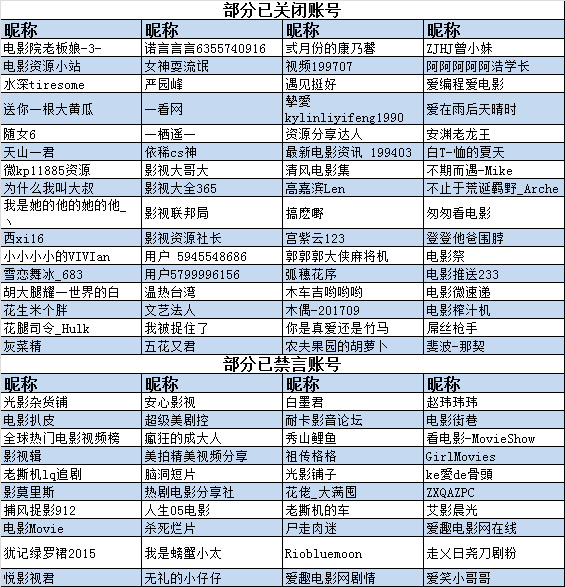 部分已关闭账号
昵称 昵称 昵称 昵称
电影院老板娘-3- 诺言言言6355740916 弍月份的康乃馨 ZJHJ曾小妹
电影资源小站 女神耍流氓 视频199707 阿阿阿阿阿洁学长
水深tiresome 严园峰 遇见挺好 爱编程爱电影
送你一根大黄瓜 一看网 摯愛kylinliyifeng1990 爱在雨后天晴时
随女6 一栖遥一 资源分享达人 安渊老龙王
天山一君 依稀cs神 最新电影资讯 199403 白T-恤的夏天
微kp11885资源 影视大哥大 清风电影集 不期而遇-Mike
为什么我叫大叔 影视大全365 高嘉滨Len 不止于荒诞羁野_Arche
我是她的他的她的他_丶 影视联邦局 搞麽嘢 匆匆看电影
西xi16 影视资源社长 宫紫云123 登登他爸围脖
小小小小的VIVIan 用户 5945548686 郭郭郭大侠麻将机 电影祭
雪恋舞冰_683 用户5799996156 弧穗花序 电影推送233
胡大腿耀一世界的白 温热台湾 木车吉哟哟哟 电影微速递
花生米个胖 文艺法人 木偶-201709 电影榨汁机
花腿司令_Hulk 我被捉住了 你是真爱还是竹马 屌丝枪手
灰菜精 五花又君 农夫果园的胡萝卜 斐波-那契
部分已禁言账号
昵称 昵称 昵称 昵称
光影杂货铺 安心影视 白墨君 赵玮玮玮
电影扒皮 超级美剧控 耐卡影音论坛 电影街巷
全球热门电影视频榜 瘋狂的成大人 秀山鲤鱼 看电影-MovieShow
影视辑 美拍精美视频分享 祖传格格 GirlMovies
老撕机lq追剧 脑洞短片 光影铺子 ke愛de骨頭
影莫里斯 热剧电影分享社 花佬_大满囤 ZXQAZPC
捕风捉影912 人生05电影 老撕机的车 艾影晨光
电影Movie 杀死烂片 尸走肉迷 爱趣电影网在线
犹记绿罗裙2015 我是螃蟹小太 Riobluemoon 走乂日尧刀剧粉
悦影视君 无礼的小仔仔 爱趣电影网剧情 爱笑小哥哥